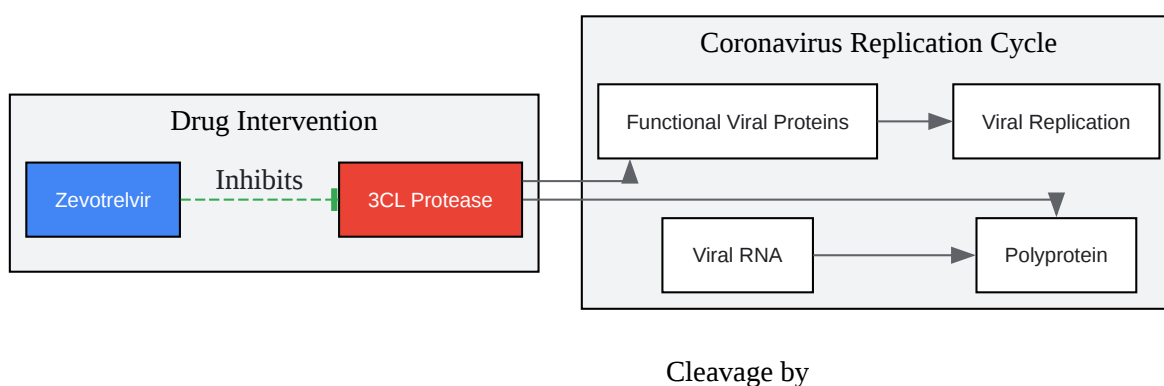 Coronavirus Replication Cycle
Functional Viral Proteins
Viral Replication
Drug Intervention
Inhibits
Zevotrelvir
3CL Protease
Viral RNA
Polyprotein
Cleavage by